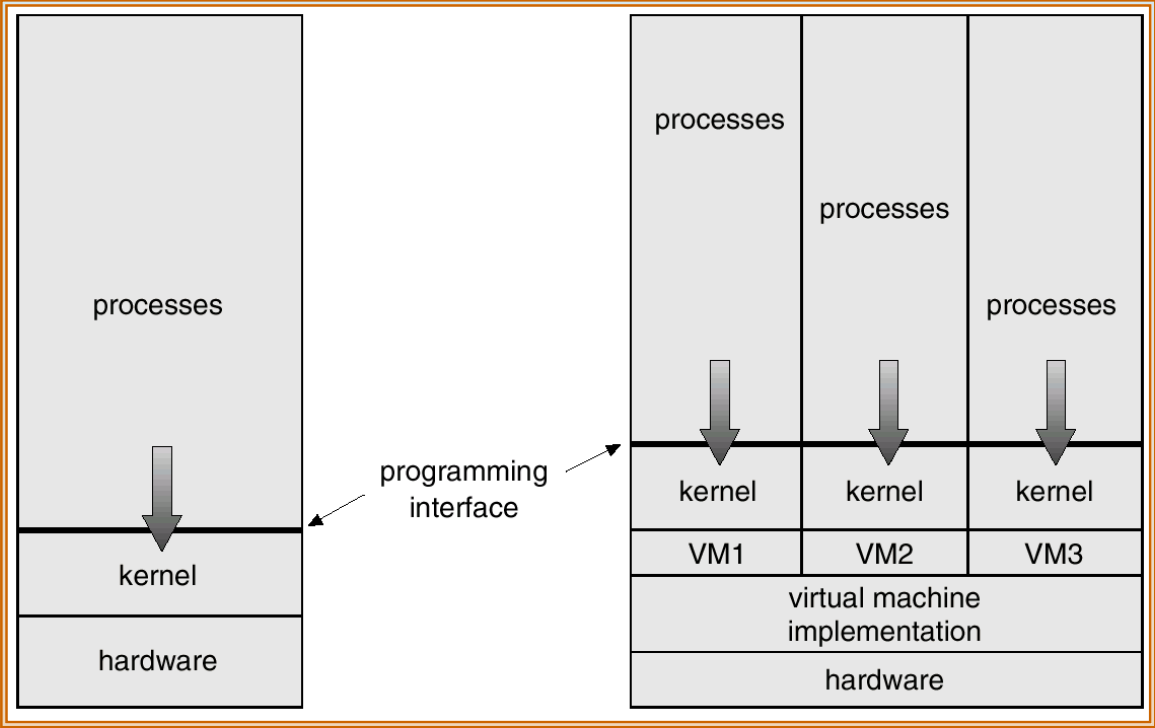 processes
programming
interface
kernel
hardware
processes
processes
processes
kernel
kernel
kernel
VM1
VM2
VM3
virtual machine
implementation
hardware